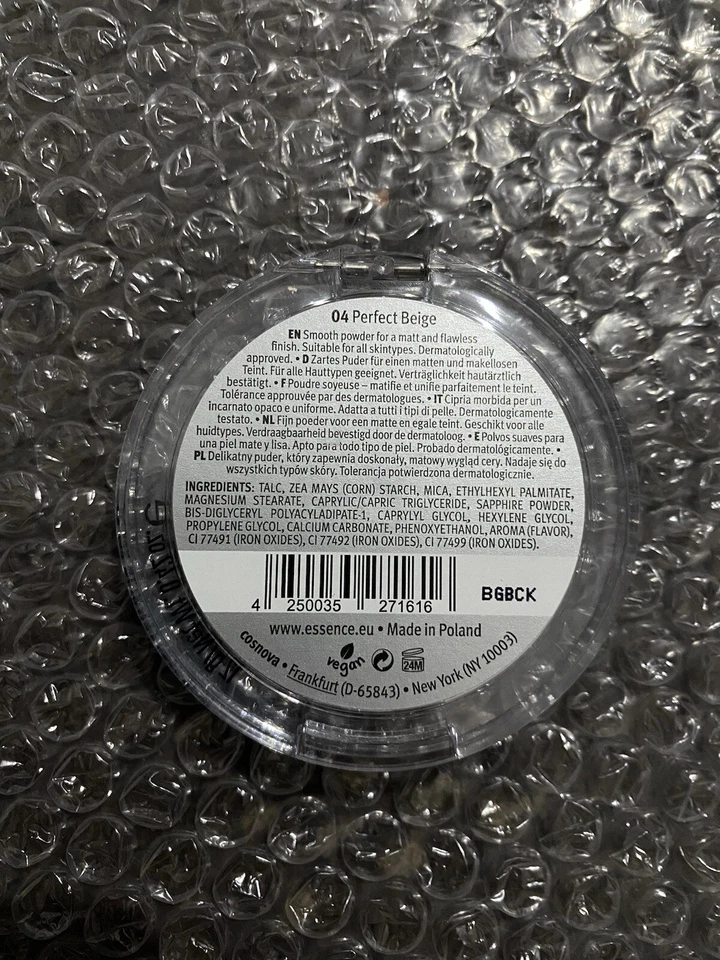 04 Perfect Beige
EN Smooth powder for a matt and flawless
finish. Suitable for all skintypes. Dermatologically
approved. • D Zartes Puder für einen matten und makellosen
Teint. Für alle Hauttypen geeignet. Verträglichkeit hautärztlich
bestätigt. • F Poudre soyeuse – matifie et unifie parfaitement le teint.
Tolérance approuvée par des dermatologues. • IT Cipria morbida per un
incarnato opaco e uniforme. Adatta a tutti i tipi di pelle. Dermatologicamente
testato. • NL Fijn poeder voor een matte en egale teint. Geschikt voor alle
huidtypes. Verdraagbaarheid bevestigd door de dermatoloog. • E Polvos suaves para
una piel mate y lisa. Apto para todo tipo de piel. Probado dermatológicamente. •
PL Delikatny puder, który zapewnia doskonały, matowy wygląd cery. Nadaje się do
wszystkich typów skóry. Tolerancja potwierdzona dermatologicznie.
INGREDIENTS: TALC, ZEA MAYS (CORN) STARCH, MICA, ETHYLHEXYL PALMITATE,
MAGNESIUM STEARATE, CAPRYLIC/CAPRIC TRIGLYCERIDE, SAPPHIRE POWDER,
BIS-DIGLYCERYL POLYACYLADIPATE-1, CAPRYLYL GLYCOL, HEXYLENE GLYCOL,
PROPYLENE GLYCOL, CALCIUM CARBONATE, PHENOXYETHANOL, AROMA (FLAVOR),
CI 77491 (IRON OXIDES), CI 77492 (IRON OXIDES), CI 77499 (IRON OXIDES).
4 250035 271616
B6BCK
www.essence.eu • Made in Poland
vegan
24M
cosnova • Frankfurt (D-65843) • New York (NY 10003)